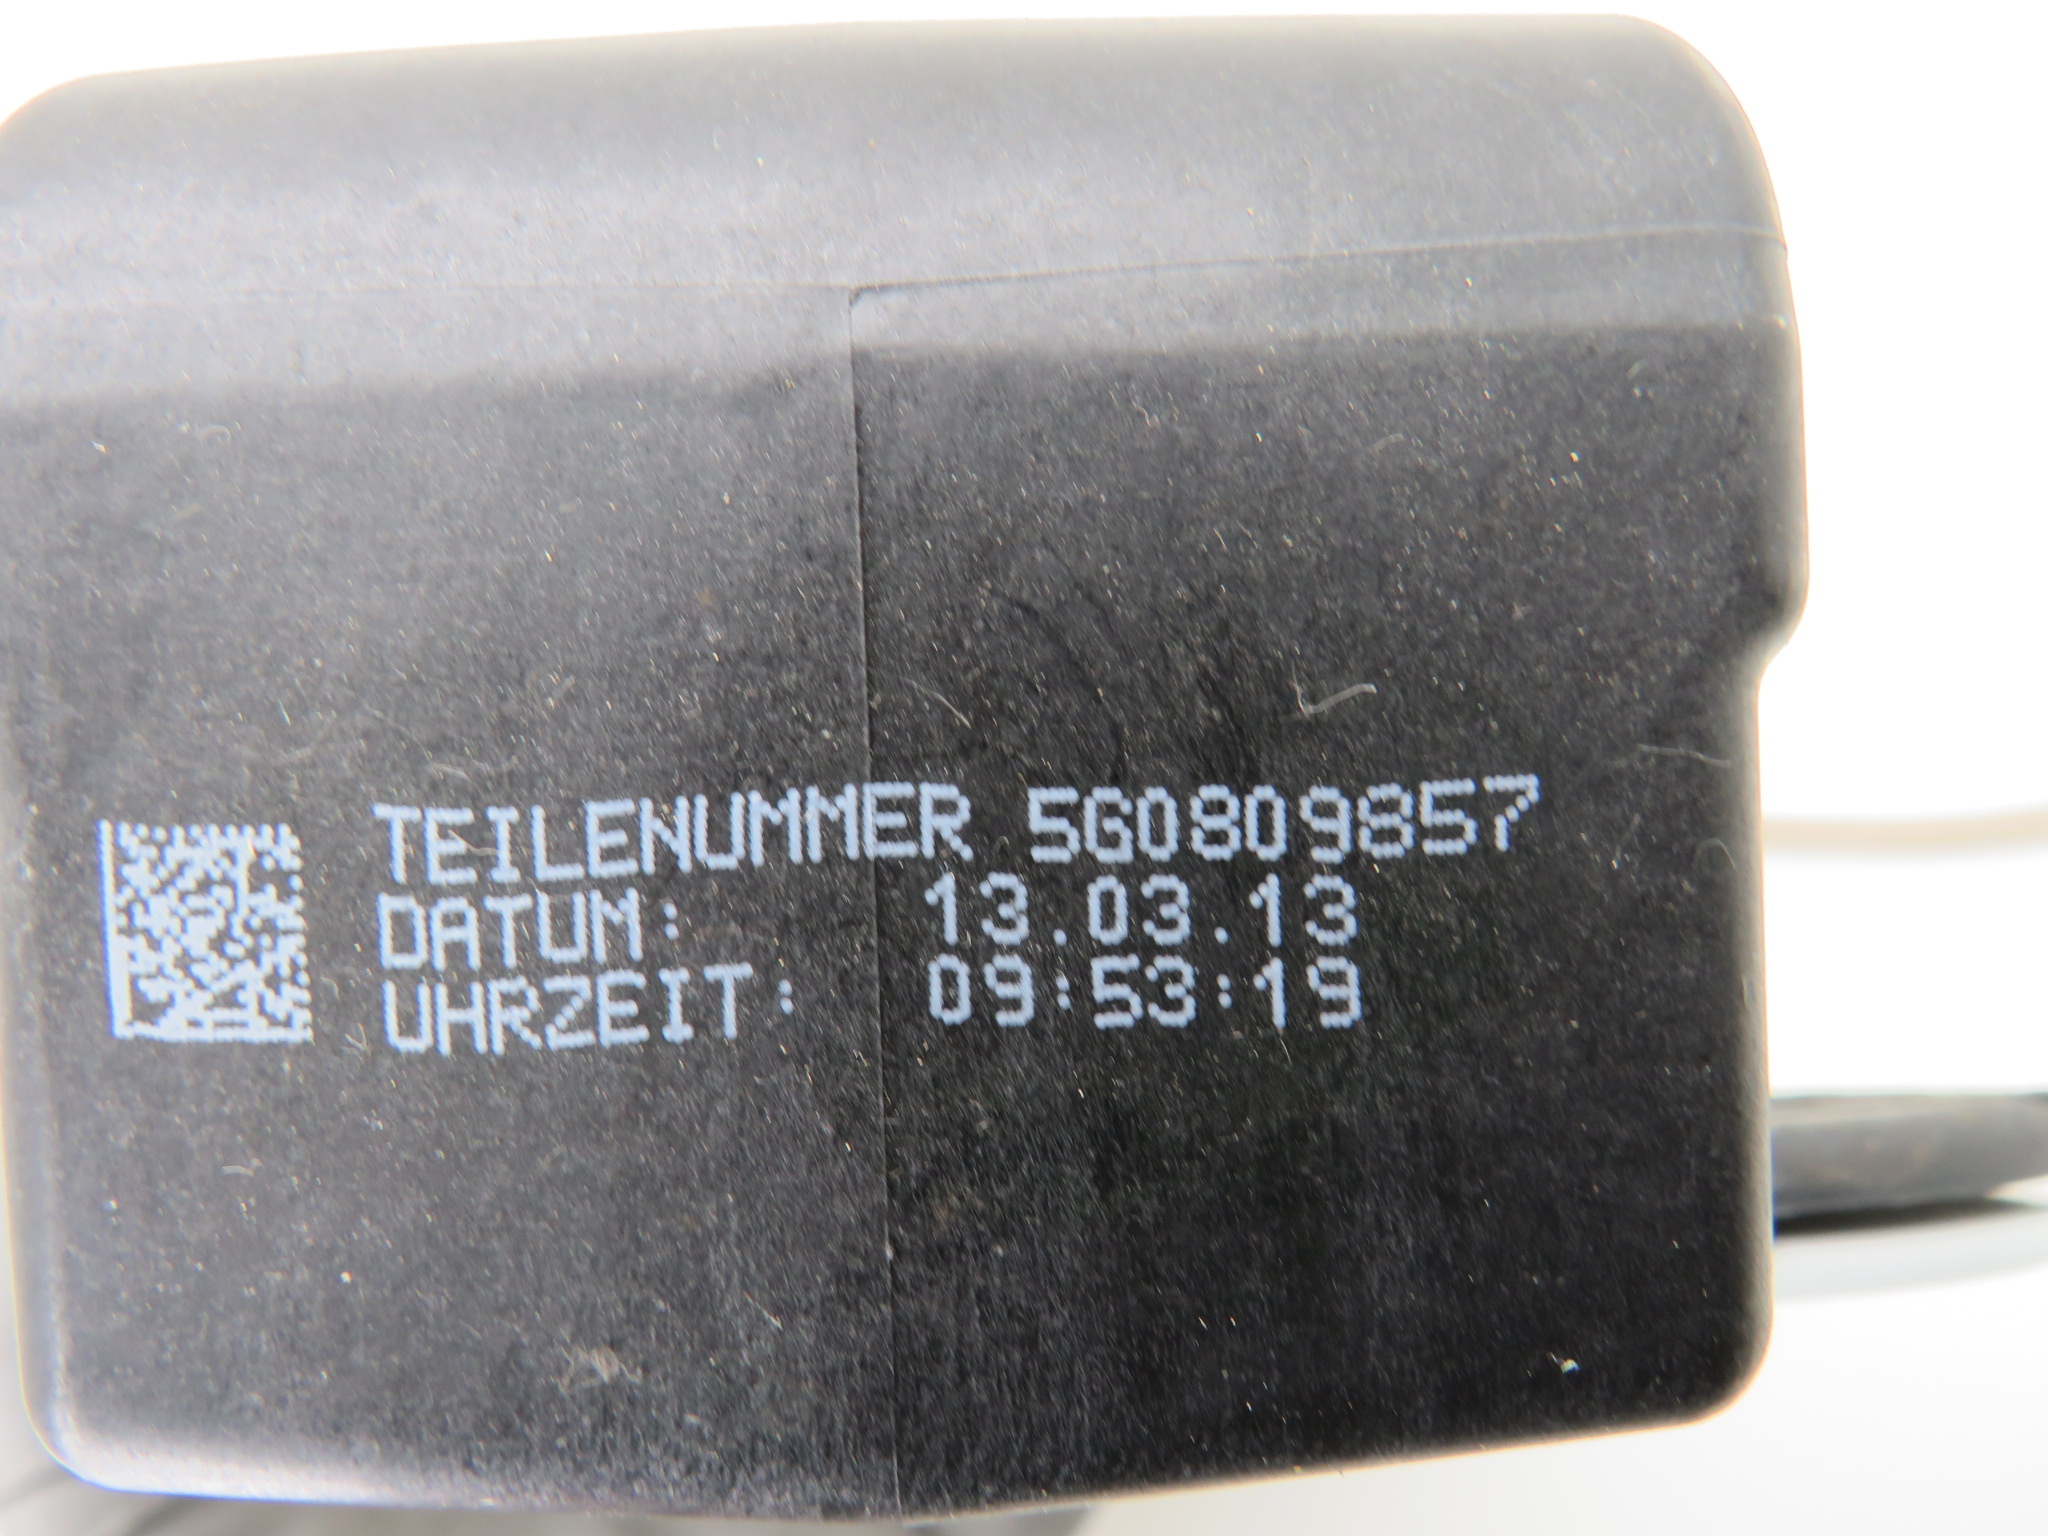 TEILENUMMER 5G0809857
DATUM: 13.03.13
UHRZEIT: 09:53:19